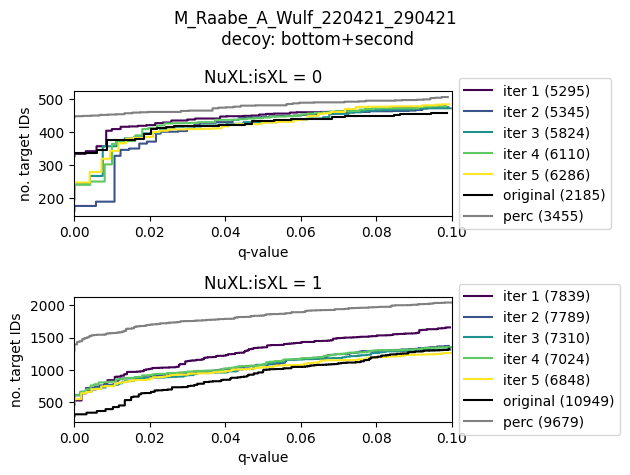 M_Raabe_A_Wulf_220421_290421
decoy: bottom+second
NuXL:isXL = 0
no. target IDs
500
400
300
200
0.00 0.02 0.04 0.06 0.08 0.10
q-value
iter 1 (5295)
iter 2 (5345)
iter 3 (5824)
iter 4 (6110)
iter 5 (6286)
original (2185)
perc (3455)
NuXL:isXL = 1
no. target IDs
2000
1500
1000
500
0.00 0.02 0.04 0.06 0.08 0.10
q-value
iter 1 (7839)
iter 2 (7789)
iter 3 (7310)
iter 4 (7024)
iter 5 (6848)
original (10949)
perc (9679)